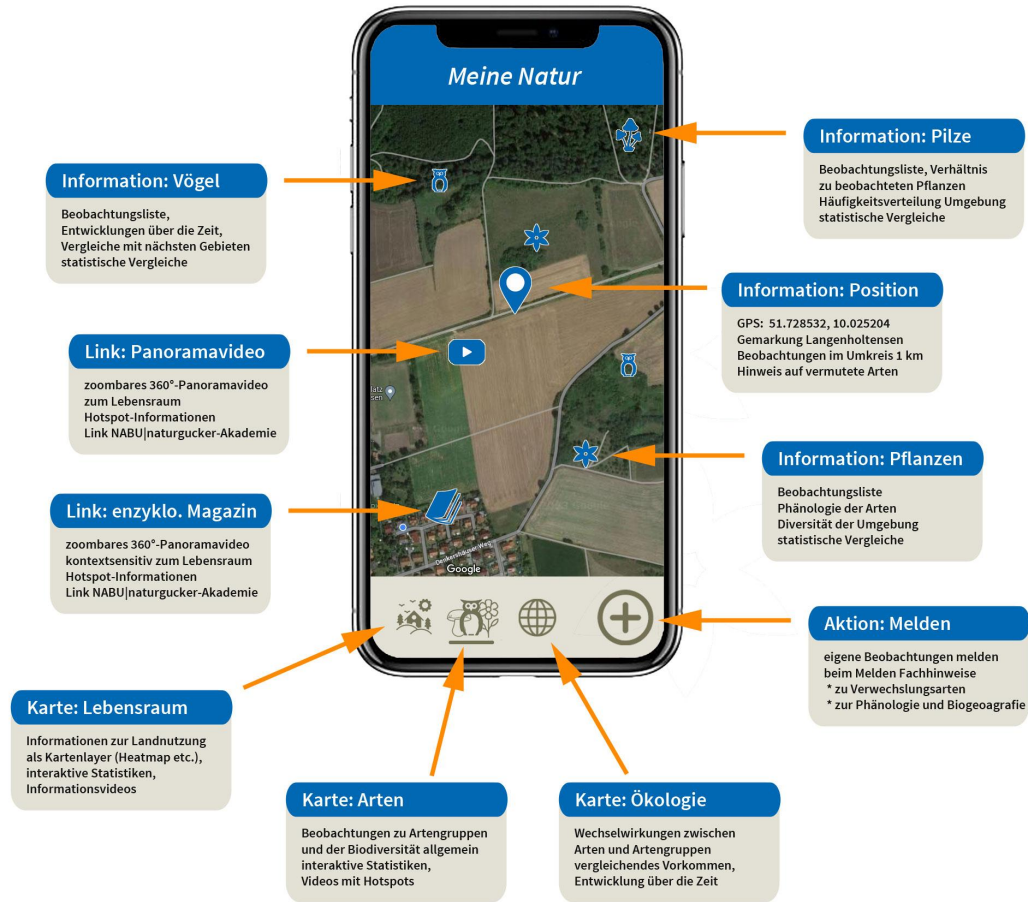 Meine Natur
Information: Pilze
Beobachtungsliste, Verhältnis
zu beobachteten Pflanzen
Häufigkeitsverteilung Umgebung
statistische Vergleiche
Information: Vögel
Beobachtungsliste,
Entwicklungen über die Zeit,
Vergleiche mit nächsten Gebieten
statistische Vergleiche
Information: Position
GPS: 51.728532, 10.025204
Gemarkung Langenholtensen
Beobachtungen im Umkreis 1 km
Hinweis auf vermutete Arten
Link: Panoramavideo
zoombares 360°-Panoramavideo
zum Lebensraum
Hotspot-Informationen
Link NABU|naturgucker-Akademie
latz
sen
Information: Pflanzen
Beobachtungsliste
Phänologie der Arten
Diversität der Umgebung
statistische Vergleiche
Link: enzyklo. Magazin
zoombares 360°-Panoramavideo
kontextsensitiv zum Lebensraum
Hotspot-Informationen
Link NABU|naturgucker-Akademie
Denkershäuser Weg
Google
Aktion: Melden
eigene Beobachtungen melden
beim Melden Fachhinweise
* zu Verwechslungsarten
* zur Phänologie und Biogeoagrafie
Karte: Lebensraum
Informationen zur Landnutzung
als Kartenlayer (Heatmap etc.),
interaktive Statistiken,
Informationsvideos
Karte: Arten
Beobachtungen zu Artengruppen
und der Biodiversität allgemein
interaktive Statistiken,
Videos mit Hotspots
Karte: Ökologie
Wechselwirkungen zwischen
Arten und Artengruppen
vergleichendes Vorkommen,
Entwicklung über die Zeit